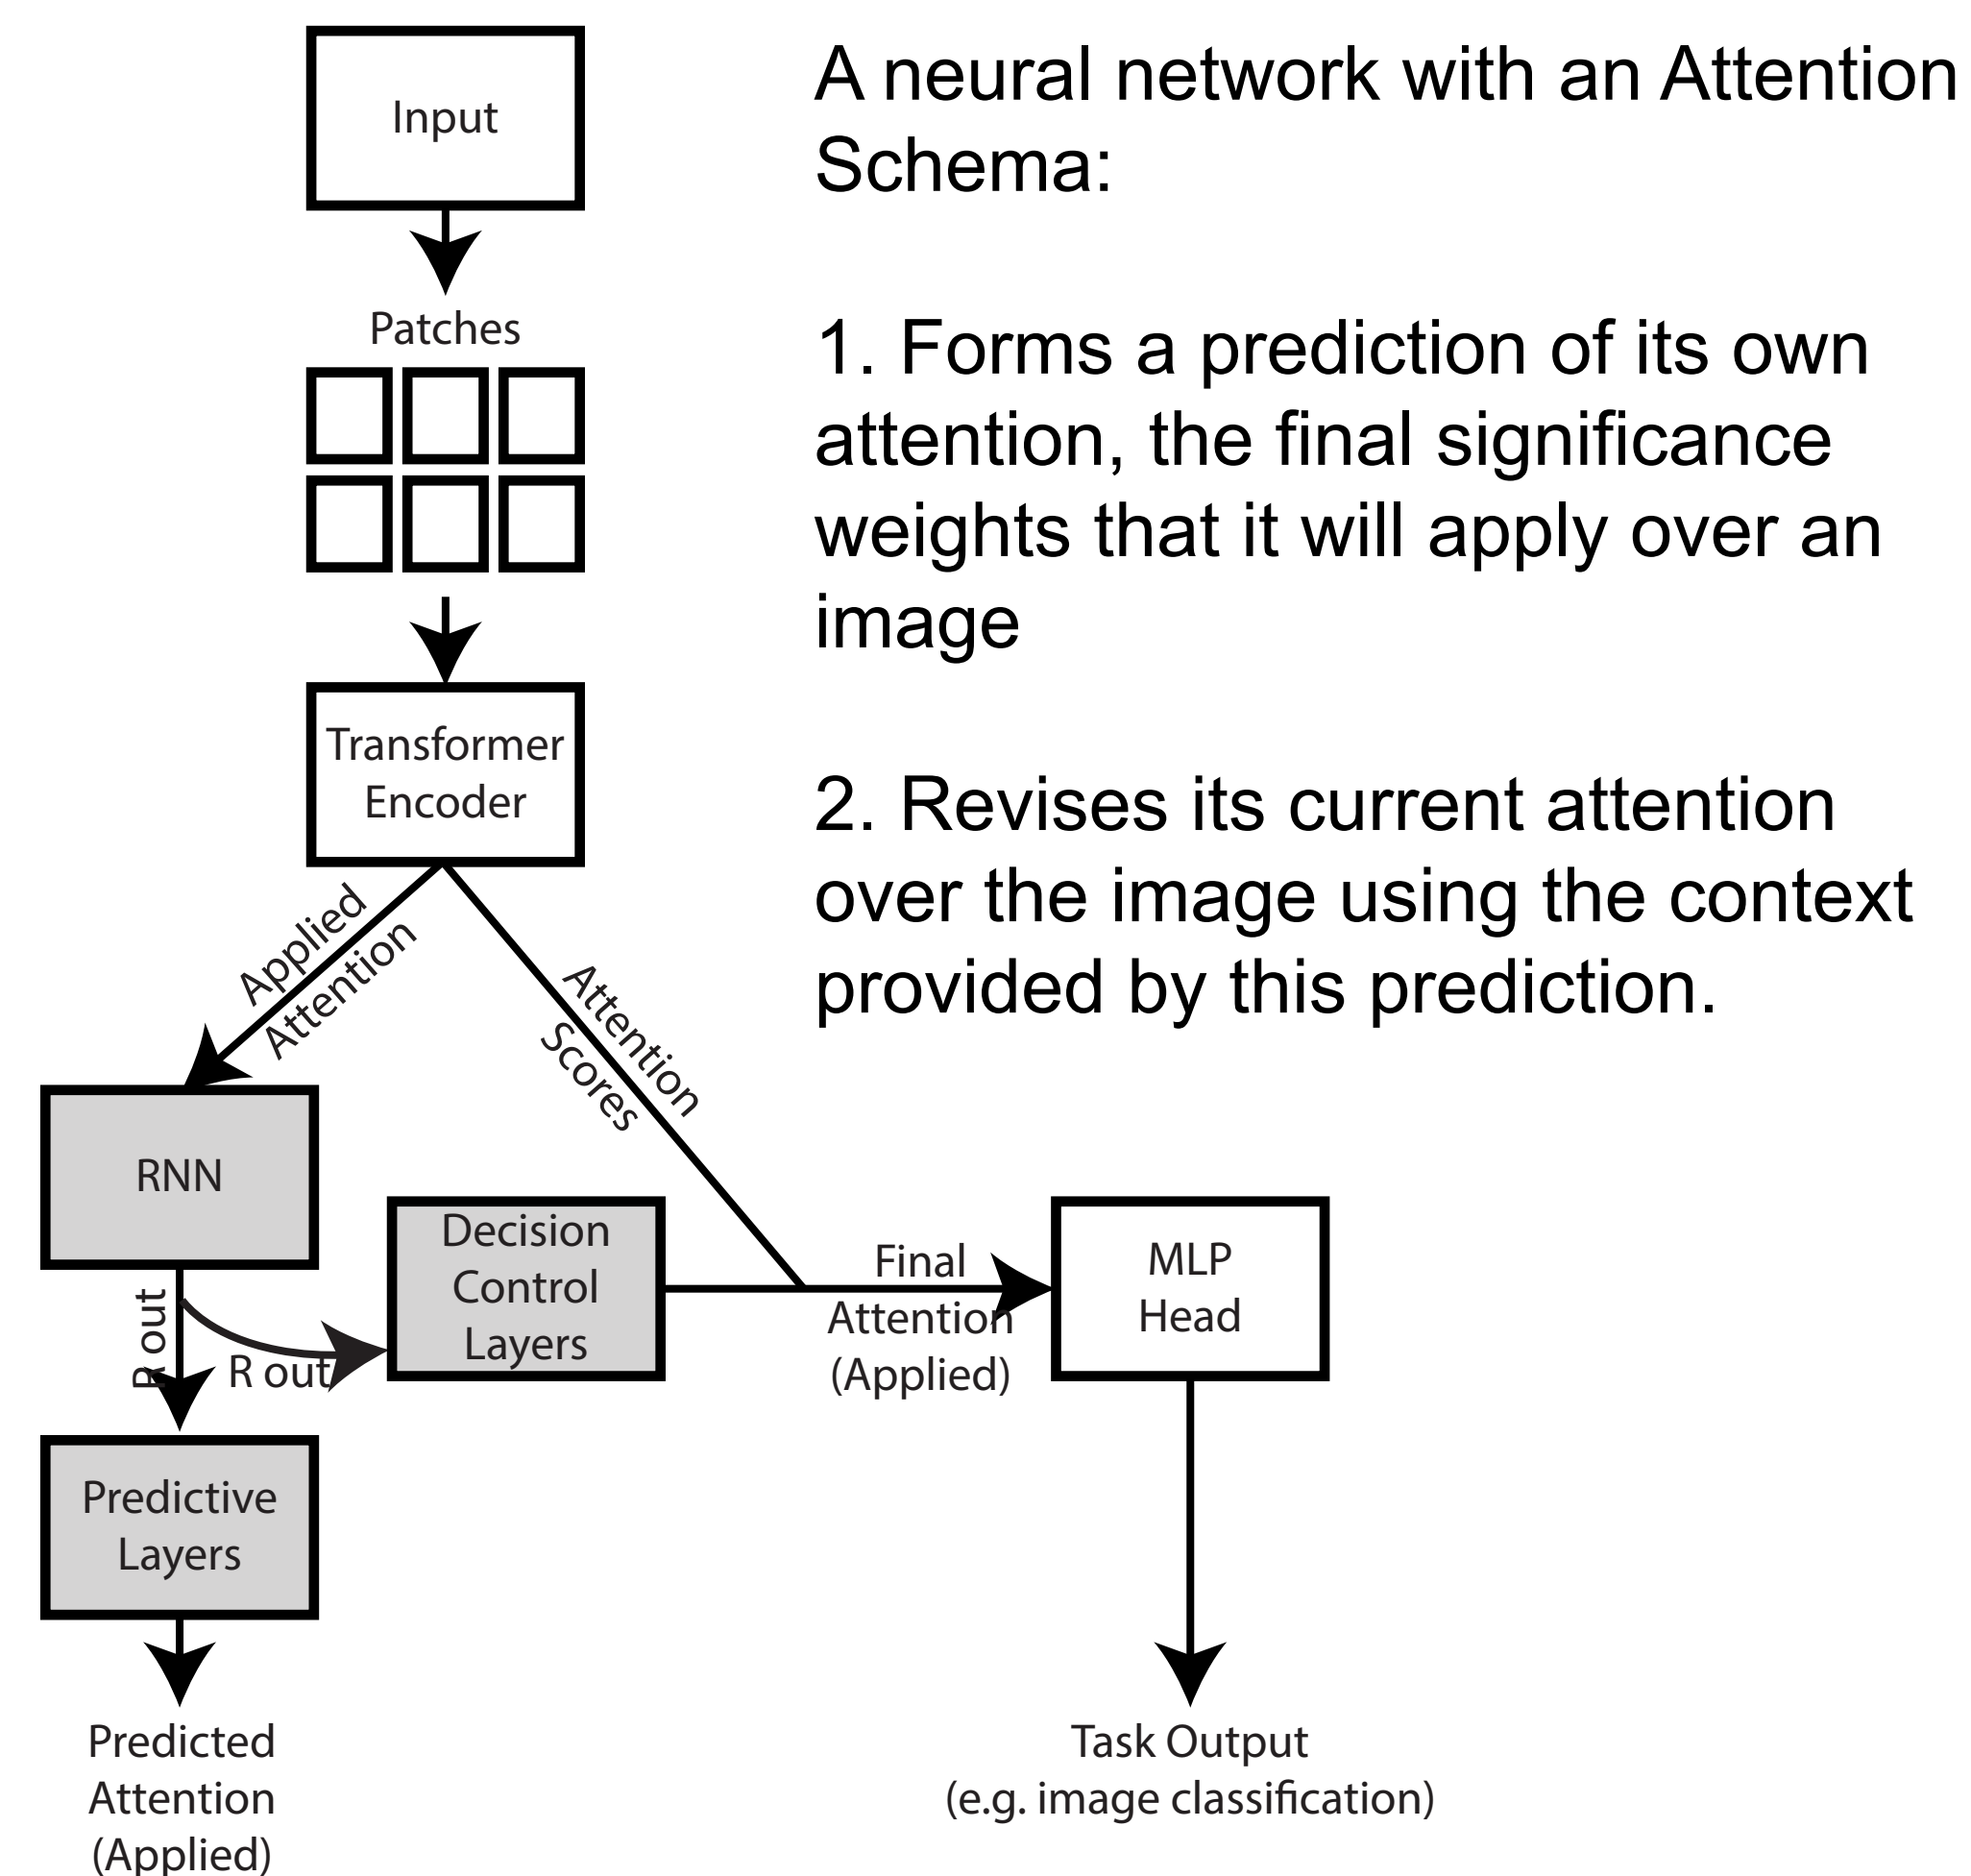 A neural network with an Attention
Schema:
1. Forms a prediction of its own
attention, the final significance
weights that it will apply over an
image
2. Revises its current attention
over the image using the context
provided by this prediction.
Input
Patches
Transformer
Encoder
Applied
Attention
Attention
Scores
RNN
R out
R out
Decision
Control
Layers
Final
Attention
(Applied)
MLP
Head
Predictive
Layers
Predicted
Attention
(Applied)
Task Output
(e.g. image classification)